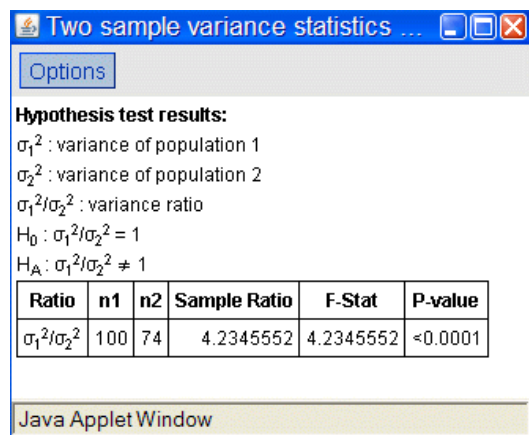 Two sample variance statistics ...
Options
Hypothesis test results:
σ₁² : variance of population 1
σ₂² : variance of population 2
σ₁²/σ₂² : variance ratio
H₀ : σ₁²/σ₂² = 1
H_A : σ₁²/σ₂² ≠ 1
Ratio n1 n2 Sample Ratio F-Stat P-value
σ₁²/σ₂² 100 74 4.2345552 4.2345552 <0.0001
Java Applet Window